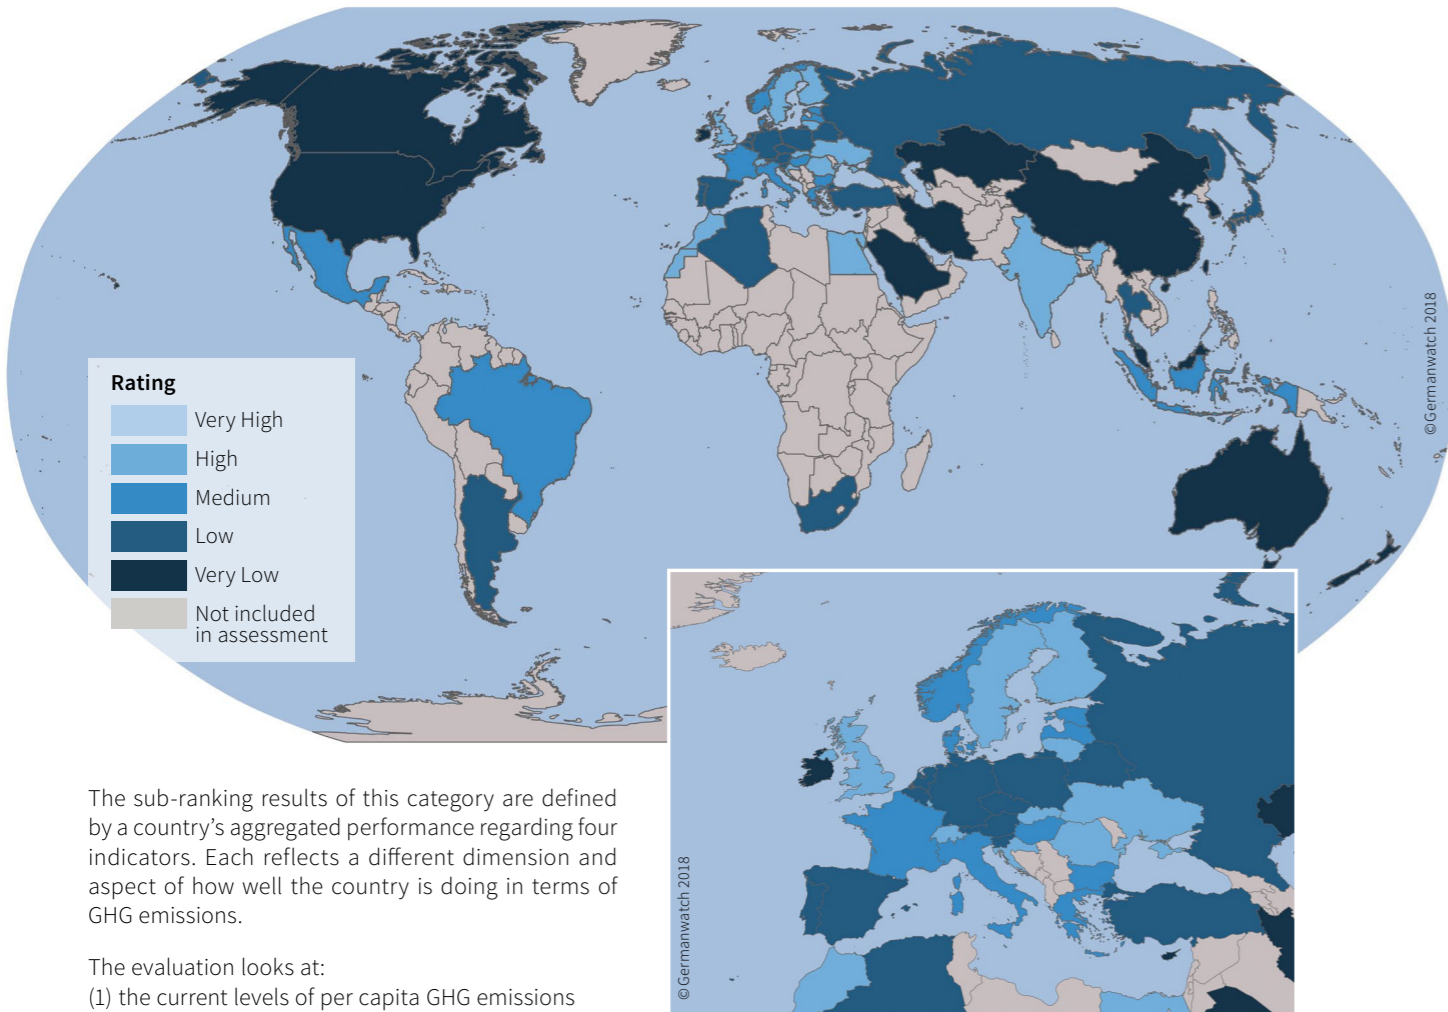 Rating
Very High
High
Medium
Low
Very Low
Not included
in assessment
©Germanwatch 2018
©Germanwatch 2018
The sub-ranking results of this category are defined
by a country’s aggregated performance regarding four
indicators. Each reflects a different dimension and
aspect of how well the country is doing in terms of
GHG emissions.
The evaluation looks at:
(1) the current levels of per capita GHG emissions